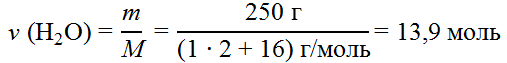 ν (H₂O) = m/M = 250 г/((1 · 2 + 16) г/моль) = 13,9 моль